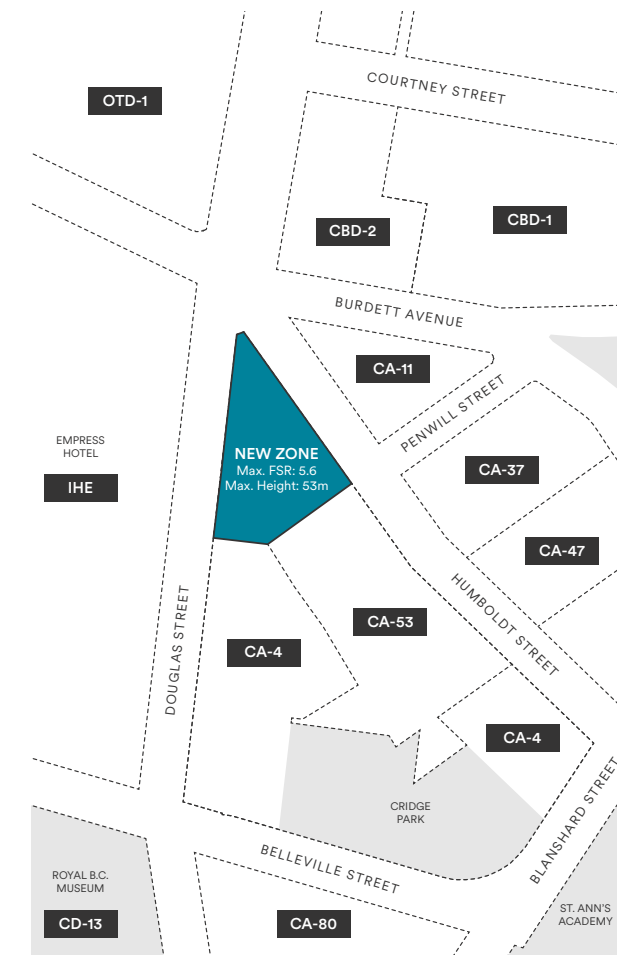 COURTNEY STREET
OTD-1
CBD-1
CBD-2
BURDETT AVENUE
CA-11
PENWILL STREET
EMPRESS
HOTEL
IHE
NEW ZONE
Max. FSR: 5.6
Max. Height: 53m
CA-37
CA-47
HUMBOLDT STREET
CA-53
DOUGLAS STREET
CA-4
CA-4
CRIDGE
PARK
BLANSHARD STREET
BELLEVILLE STREET
ROYAL B.C.
MUSEUM
CD-13
CA-80
ST. ANN'S
ACADEMY